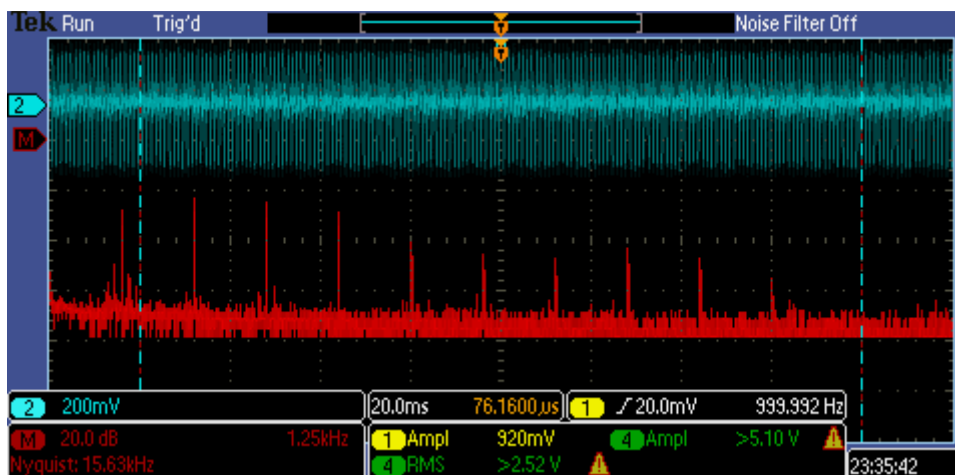 Tek Run Trig'd Noise Filter Off
2
M
2 200mV 20.0ms 76.1600µs 1 20.0mV 999.992 Hz
M 20.0 dB 1.25kHz 1 Ampl 920mV 4 Ampl >5.10 V
Nyquist: 15.63kHz 4 RMS >2.52 V 23:35:42